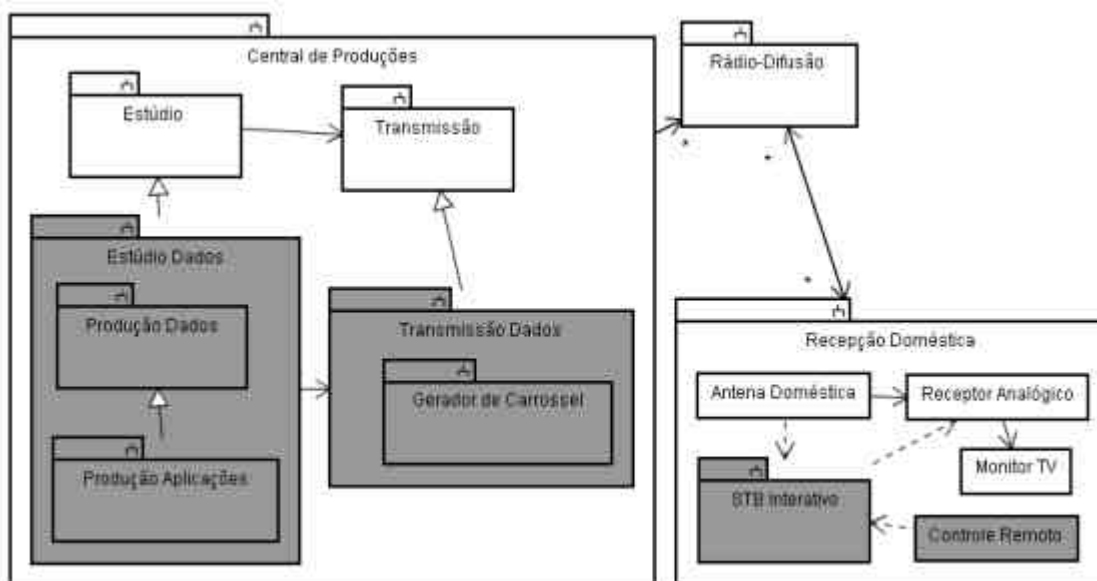 Central de Produções
Estúdio
Transmissão
Estúdio Dados
Produção Dados
Produção Aplicações
Transmissão Dados
Gerador de Carrossel
Rádio-Difusão
*
*
*
Recepção Doméstica
Antena Doméstica
Receptor Analógico
Monitor TV
STB Interativo
Controle Remoto